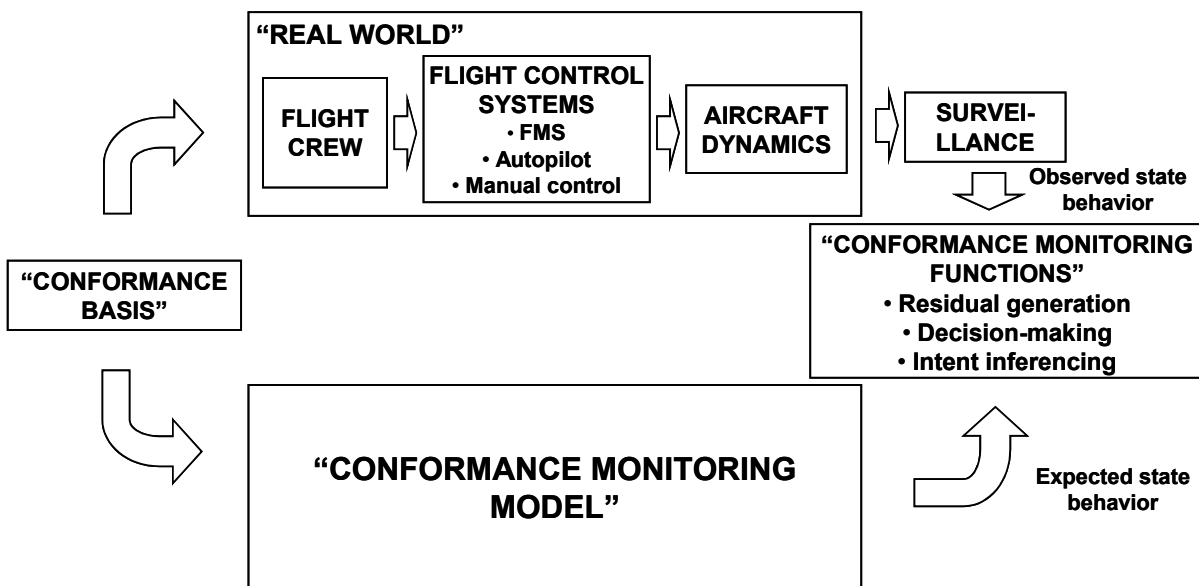 “REAL WORLD”
FLIGHT
CREW
FLIGHT CONTROL
SYSTEMS
• FMS
• Autopilot
• Manual control
AIRCRAFT
DYNAMICS
SURVEI-
LLANCE
Observed state
behavior
“CONFORMANCE
BASIS”
“CONFORMANCE MONITORING
FUNCTIONS”
• Residual generation
• Decision-making
• Intent inferencing
“CONFORMANCE MONITORING
MODEL”
Expected state
behavior